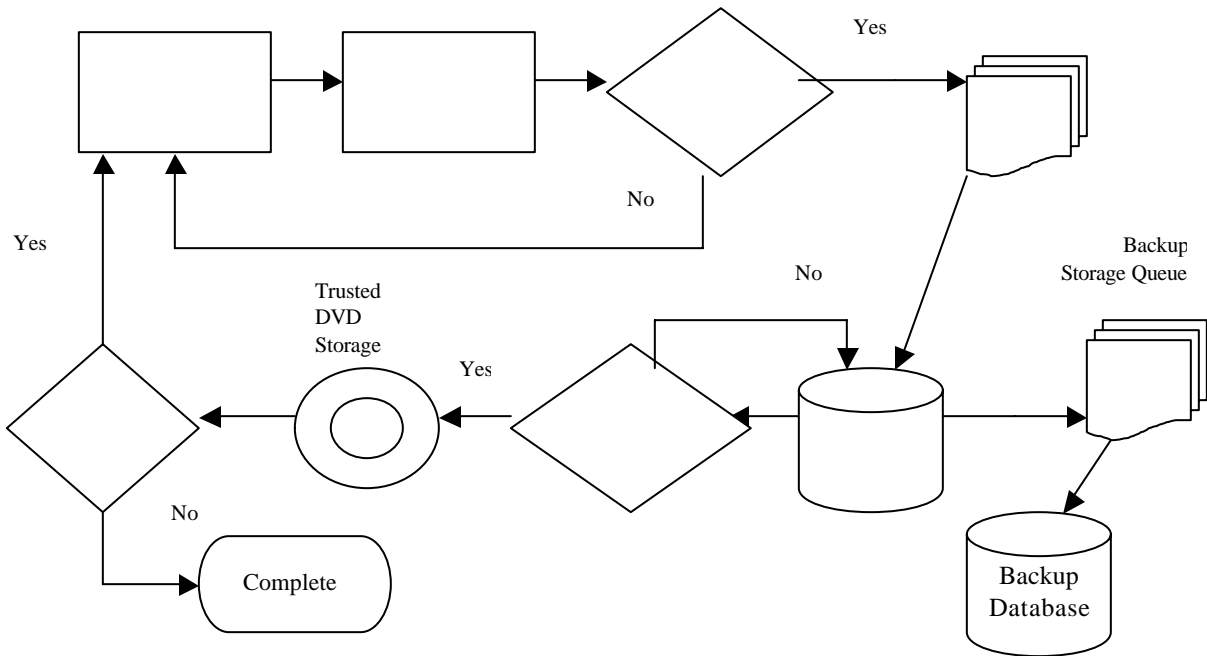 Yes
No
Yes
Backup
Storage Queue
No
Trusted
DVD
Storage
Yes
No
Complete
Backup
Database